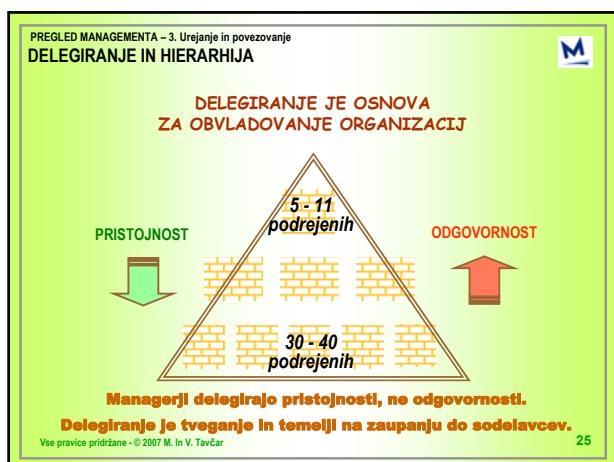 PREGLED MANAGEMENTA – 3. Urejanje in povezovanje
DELEGIRANJE IN HIERARHIJA
M
DELEGIRANJE JE OSNOVA
ZA OBVLADOVANJE ORGANIZACIJ
5 - 11
podrejenih
PRISTOJNOST
ODGOVORNOST
30 - 40
podrejenih
Managerji delegirajo pristojnosti, ne odgovornosti.
Delegiranje je tveganje in temelji na zaupanju do sodelavcev.
Vse pravice pridržane - © 2007 M. In V. Tavčar
25